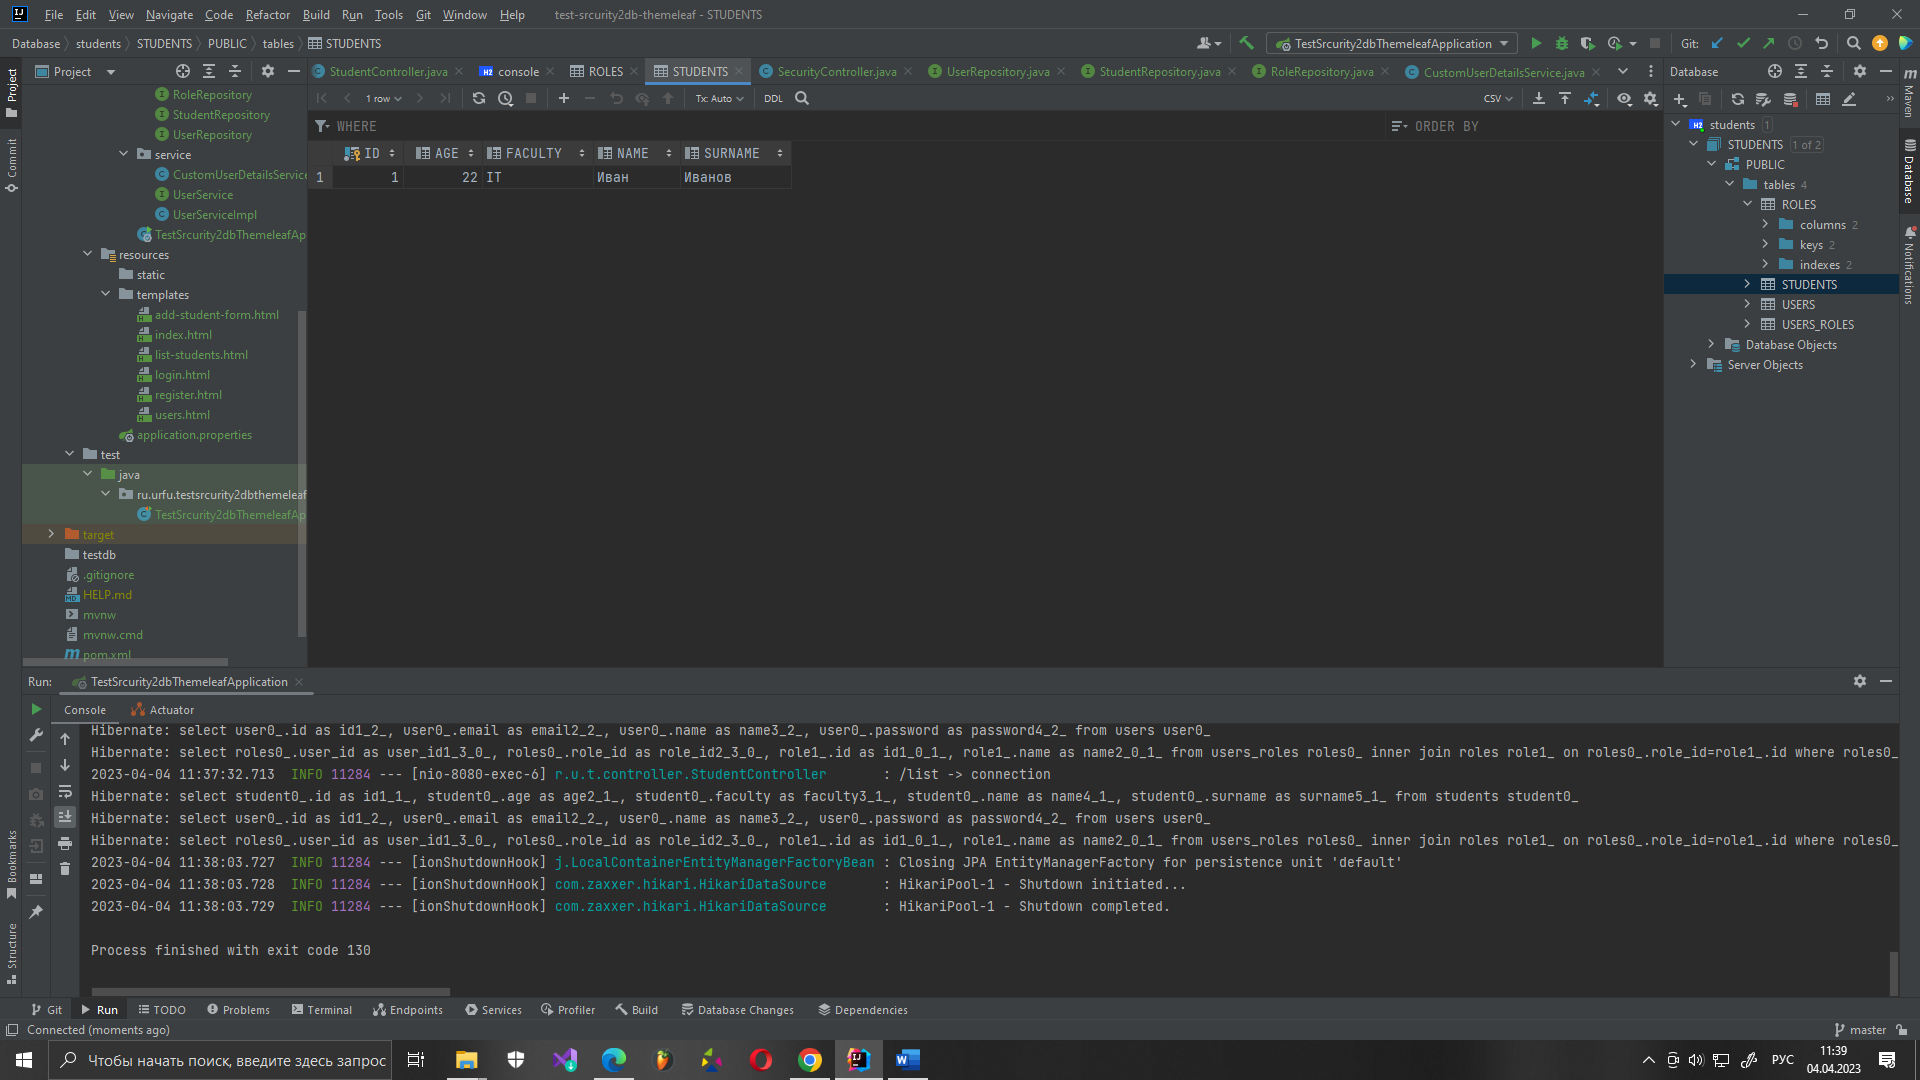 File Edit View Navigate Code Refactor Build Run Tools Git Window Help test-srcurity2db-themeleaf - STUDENTS
Database students STUDENTS PUBLIC tables STUDENTS
TestSrcurity2dbThemeleafApplication
Git:
Project
StudentController.java console ROLES STUDENTS SecurityController.java UserRepository.java StudentRepository.java RoleRepository.java CustomUserDetailsService.java
1 row Tx: Auto DDL CSV
WHERE ORDER BY
ID AGE FACULTY NAME SURNAME
1 1 22 IT Иван Иванов
RoleRepository
StudentRepository
UserRepository
service
CustomUserDetailsService
UserService
UserServiceImpl
TestSrcurity2dbThemeleafAp
resources
static
templates
add-student-form.html
index.html
list-students.html
login.html
register.html
users.html
application.properties
test
java
ru.urfu.testsrcurity2dbthemeleaf
TestSrcurity2dbThemeleafAp
target
testdb
.gitignore
HELP.md
mvnw
mvnw.cmd
pom.xml
Database
students 1
STUDENTS 1 of 2
PUBLIC
tables 4
ROLES
columns 2
keys 2
indexes 2
STUDENTS
USERS
USERS_ROLES
Database Objects
Server Objects
Project
Commit
Bookmarks
Structure
Maven
Database
Notifications
Run: TestSrcurity2dbThemeleafApplication
Console Actuator
Hibernate: select user0_.id as id1_2_, user0_.email as email2_2_, user0_.name as name3_2_, user0_.password as password4_2_ from users user0_
Hibernate: select roles0_.user_id as user_id1_3_0_, roles0_.role_id as role_id2_3_0_, role1_.id as id1_0_1_, role1_.name as name2_0_1_ from users_roles roles0_ inner join roles role1_ on roles0_.role_id=role1_.id where roles0_
2023-04-04 11:37:32.713 INFO 11284 --- [nio-8080-exec-6] r.u.t.controller.StudentController : /list -> connection
Hibernate: select student0_.id as id1_1_, student0_.age as age2_1_, student0_.faculty as faculty3_1_, student0_.name as name4_1_, student0_.surname as surname5_1_ from students student0_
Hibernate: select user0_.id as id1_2_, user0_.email as email2_2_, user0_.name as name3_2_, user0_.password as password4_2_ from users user0_
Hibernate: select roles0_.user_id as user_id1_3_0_, roles0_.role_id as role_id2_3_0_, role1_.id as id1_0_1_, role1_.name as name2_0_1_ from users_roles roles0_ inner join roles role1_ on roles0_.role_id=role1_.id where roles0_
2023-04-04 11:38:03.727 INFO 11284 --- [ionShutdownHook] j.LocalContainerEntityManagerFactoryBean : Closing JPA EntityManagerFactory for persistence unit 'default'
2023-04-04 11:38:03.728 INFO 11284 --- [ionShutdownHook] com.zaxxer.hikari.HikariDataSource : HikariPool-1 - Shutdown initiated...
2023-04-04 11:38:03.729 INFO 11284 --- [ionShutdownHook] com.zaxxer.hikari.HikariDataSource : HikariPool-1 - Shutdown completed.
Process finished with exit code 130
Git Run TODO Problems Terminal Endpoints Services Profiler Build Database Changes Dependencies
Connected (moments ago) master
Чтобы начать поиск, введите здесь запрос
РУС
11:39
04.04.2023